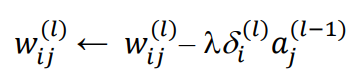 w_{ij}^{(l)} ← w_{ij}^{(l)} – λδ_i^{(l)} a_j^{(l−1)}